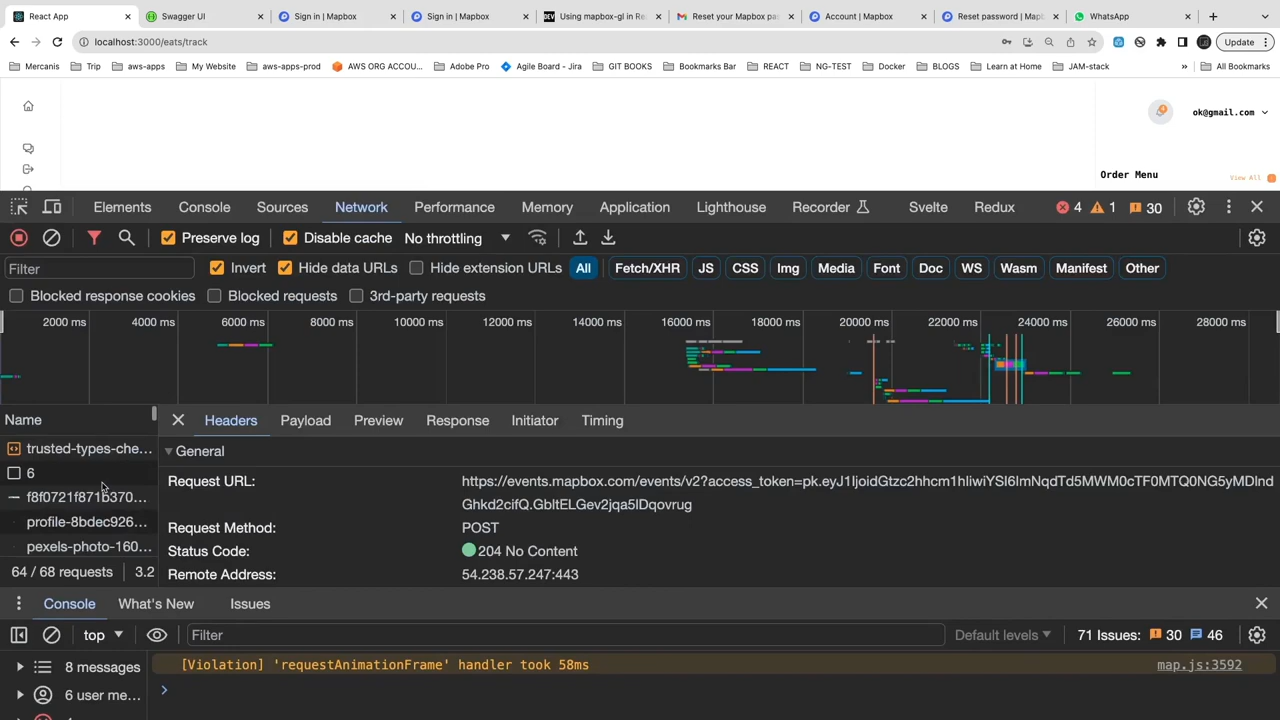 React App
Swagger UI
Sign in | Mapbox
Sign in | Mapbox
DEV
Using mapbox-gl in Re
Reset your Mapbox pas
Account | Mapbox
Reset password | Mapb
WhatsApp
localhost:3000/eats/track
Update
Mercanis
Trip
aws-apps
My Website
aws-apps-prod
AWS ORG ACCOU...
Adobe Pro
Agile Board - Jira
GIT BOOKS
Bookmarks Bar
REACT
NG-TEST
Docker
BLOGS
Learn at Home
JAM-stack
»
All Bookmarks
ok@gmail.com
Order Menu
View All
Elements
Console
Sources
Network
Performance
Memory
Application
Lighthouse
Recorder
Svelte
Redux
4
1
30
Preserve log
Disable cache
No throttling
Filter
Invert
Hide data URLs
Hide extension URLs
All
Fetch/XHR
JS
CSS
Img
Media
Font
Doc
WS
Wasm
Manifest
Other
Blocked response cookies
Blocked requests
3rd-party requests
2000 ms
4000 ms
6000 ms
8000 ms
10000 ms
12000 ms
14000 ms
16000 ms
18000 ms
20000 ms
22000 ms
24000 ms
26000 ms
28000 ms
Name
Headers
Payload
Preview
Response
Initiator
Timing
trusted-types-che...
6
f8f0721f871b370...
profile-8bdec926...
pexels-photo-160...
64 / 68 requests
3.2
General
Request URL:
https://events.mapbox.com/events/v2?access_token=pk.eyJ1IjoidGtzc2hhcm1hIiwiYSI6ImNqdTd5MWM0cTF0MTQ0NG5yMDlnd
Ghkd2cifQ.GbltELGev2jqa5lDqovrug
Request Method:
POST
Status Code:
204 No Content
Remote Address:
54.238.57.247:443
Console
What's New
Issues
top
Filter
Default levels
71 Issues:
30
46
8 messages
6 user me...
[Violation] 'requestAnimationFrame' handler took 58ms
map.js:3592